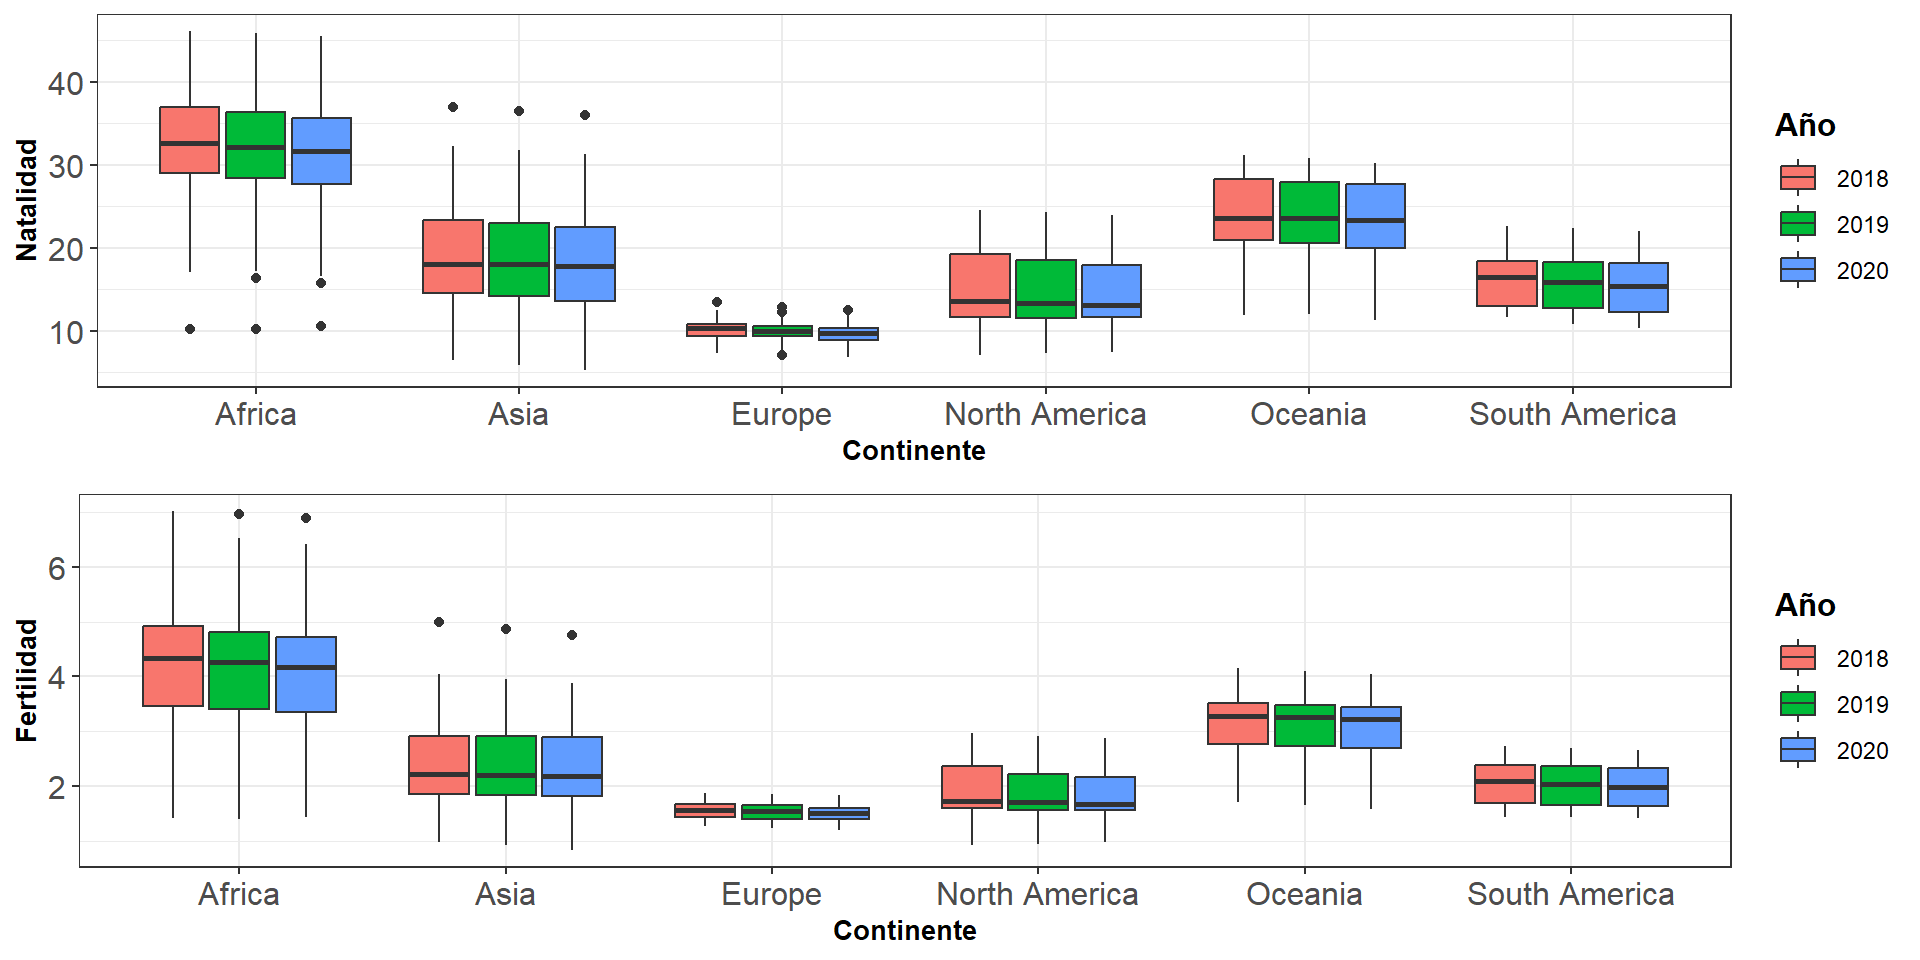 Natalidad
40
30
20
10
Africa
Asia
Europe
North America
Oceania
South America
Continente
Año
2018
2019
2020
Fertilidad
6
4
2
Africa
Asia
Europe
North America
Oceania
South America
Continente
Año
2018
2019
2020